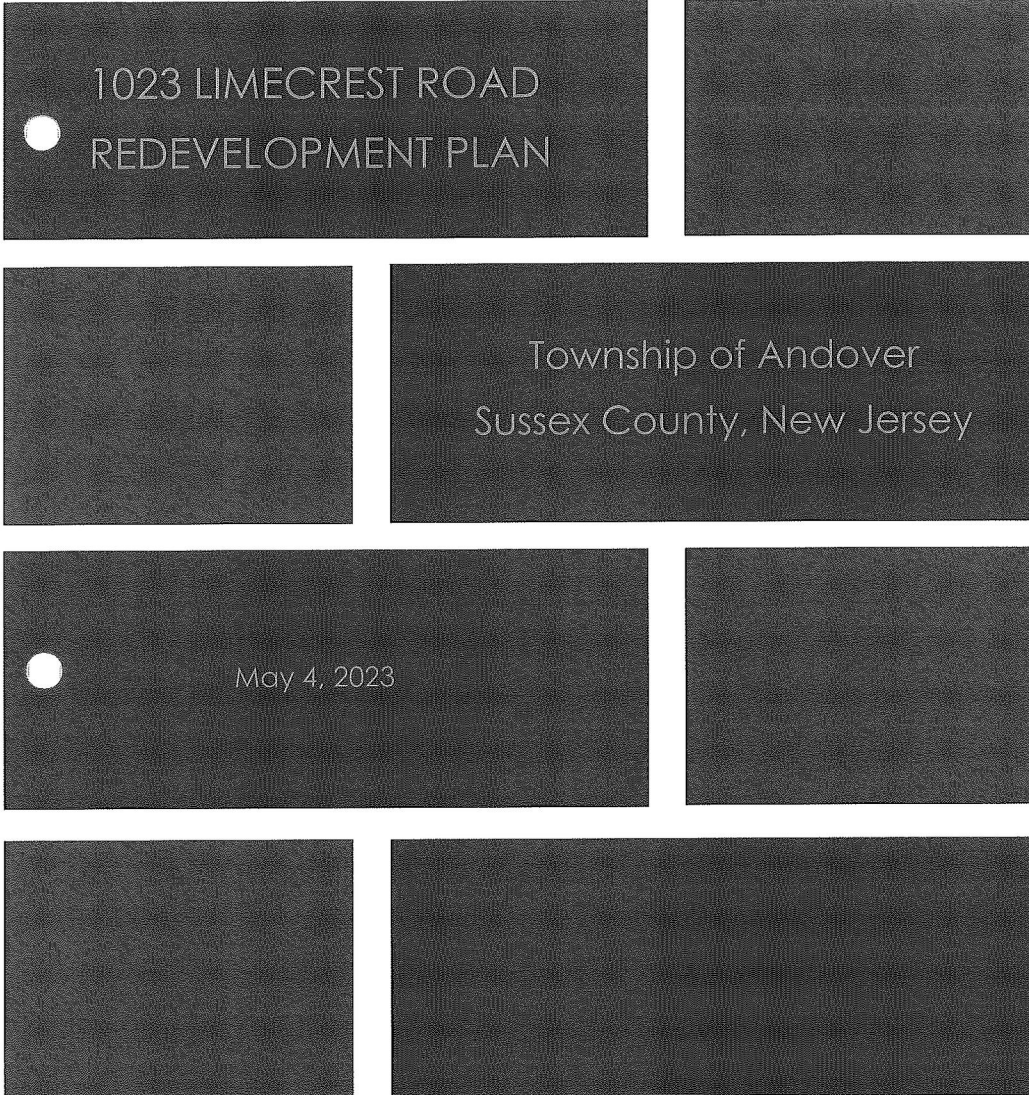 1023 LIMECREST ROAD
REDEVELOPMENT PLAN
Township of Andover
Sussex County, New Jersey
May 4, 2023